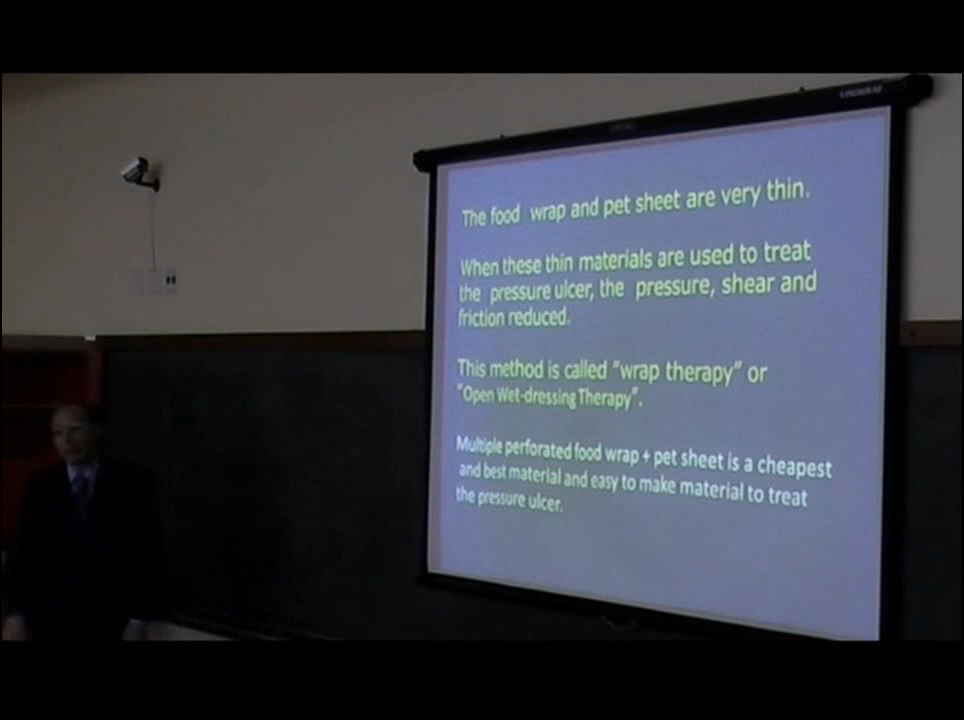 The food wrap and pet sheet are very thin.
When these thin materials are used to treat
the pressure ulcer, the pressure, shear and
friction reduced.
This method is called "wrap therapy" or
"Open Wet-dressing Therapy".
Multiple perforated food wrap + pet sheet is a cheapest
and best material and easy to make material to treat
the pressure ulcer.